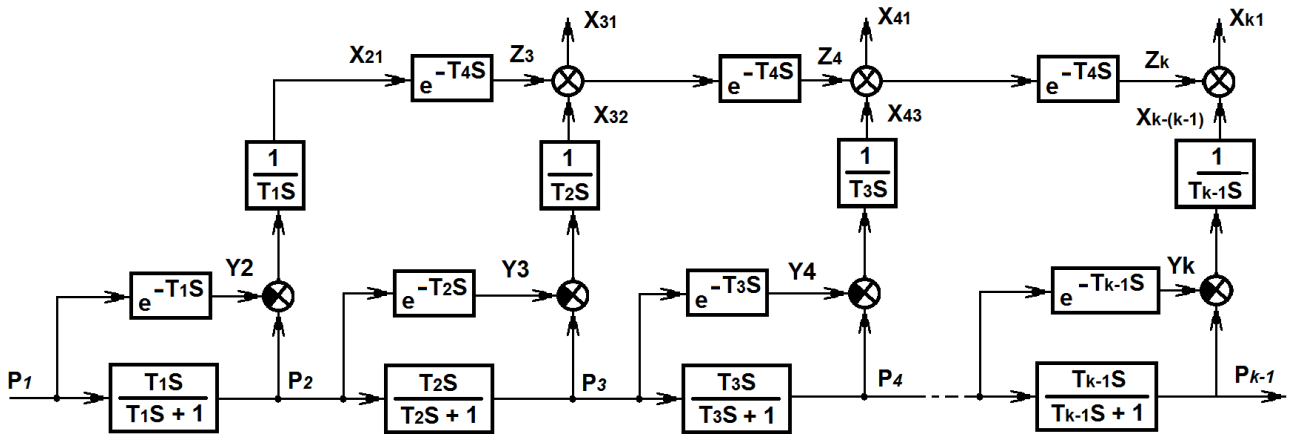 X31 X41 Xk1
X21 e-T4S Z3 e-T4S Z4 e-T4S Zk
X32 X43 Xk-(k-1)
1 1 1 1
T1S T2S T3S Tk-1S
e-T1S Y2 e-T2S Y3 e-T3S Y4 e-Tk-1S Yk
P1 T1S P2 T2S P3 T3S P4 Tk-1S Pk-1
T1S + 1 T2S + 1 T3S + 1 Tk-1S + 1